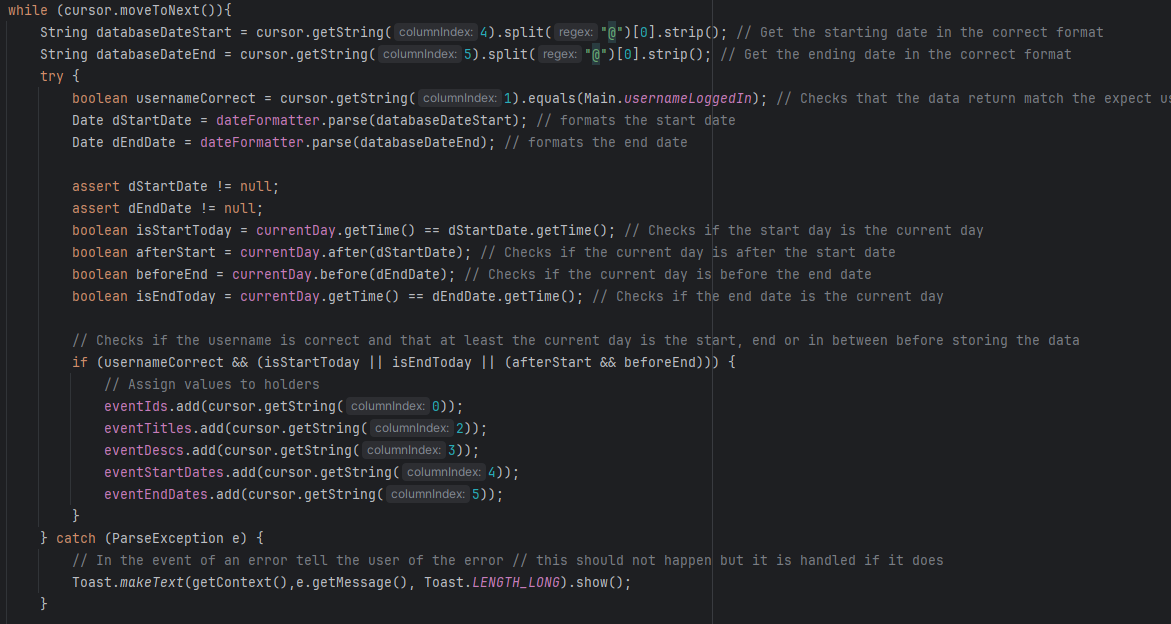 while (cursor.moveToNext()){
String databaseDateStart = cursor.getString( columnIndex: 4).split( regex: "@")[0].strip(); // Get the starting date in the correct format
String databaseDateEnd = cursor.getString( columnIndex: 5).split( regex: "@")[0].strip(); // Get the ending date in the correct format
try {
boolean usernameCorrect = cursor.getString( columnIndex: 1).equals(Main.usernameLoggedIn); // Checks that the data return match the expect us
Date dStartDate = dateFormatter.parse(databaseDateStart); // formats the start date
Date dEndDate = dateFormatter.parse(databaseDateEnd); // formats the end date
assert dStartDate != null;
assert dEndDate != null;
boolean isStartToday = currentDay.getTime() == dStartDate.getTime(); // Checks if the start day is the current day
boolean afterStart = currentDay.after(dStartDate); // Checks if the current day is after the start date
boolean beforeEnd = currentDay.before(dEndDate); // Checks if the current day is before the end date
boolean isEndToday = currentDay.getTime() == dEndDate.getTime(); // Checks if the end date is the current day
// Checks if the username is correct and that at least the current day is the start, end or in between before storing the data
if (usernameCorrect && (isStartToday || isEndToday || (afterStart && beforeEnd))) {
// Assign values to holders
eventIds.add(cursor.getString( columnIndex: 0));
eventTitles.add(cursor.getString( columnIndex: 2));
eventDescs.add(cursor.getString( columnIndex: 3));
eventStartDates.add(cursor.getString( columnIndex: 4));
eventEndDates.add(cursor.getString( columnIndex: 5));
}
} catch (ParseException e) {
// In the event of an error tell the user of the error // this should not happen but it is handled if it does
Toast.makeText(getContext(),e.getMessage(), Toast.LENGTH_LONG).show();
}